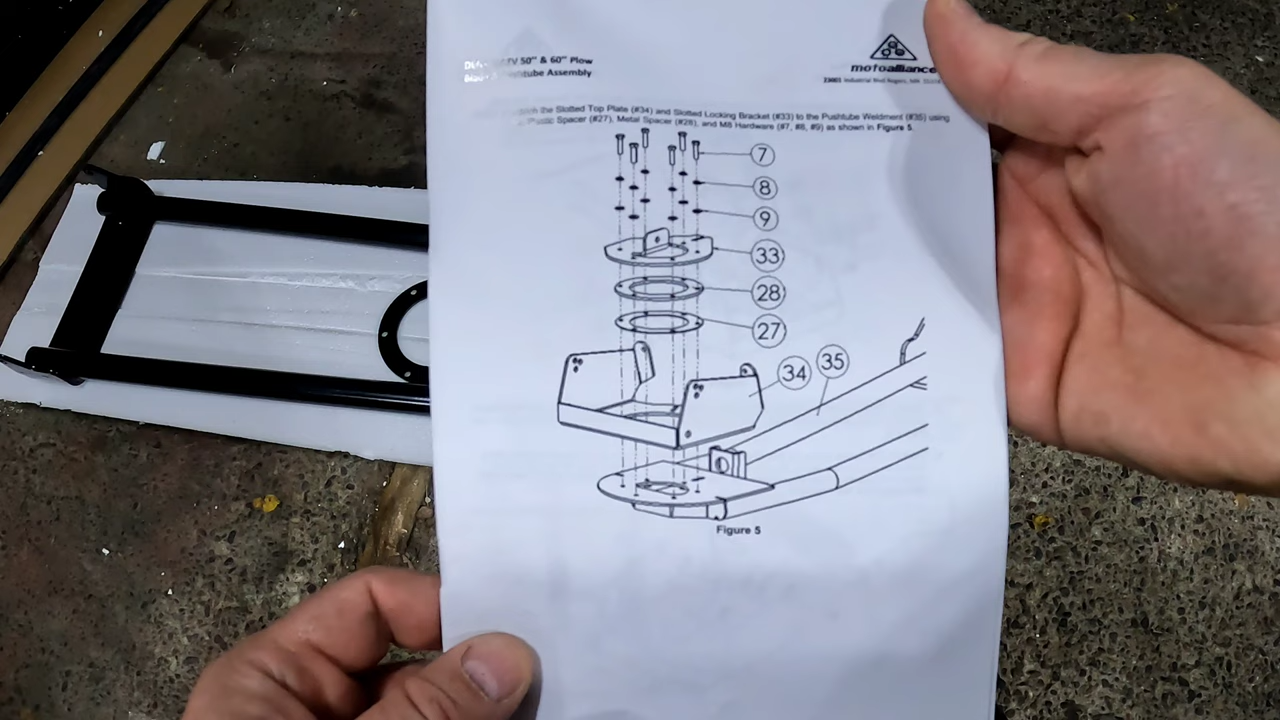 50" & 60" Plow
Pushtube Assembly
motoalliance
the Slotted Top Plate (#34) and Slotted Locking Bracket (#33) to the Pushtube Weldment (#35) using
Plastic Spacer (#27), Metal Spacer (#28), and M8 Hardware (#7, #8, #9) as shown in Figure 5.
7
8
9
33
28
27
34
35
Figure 5